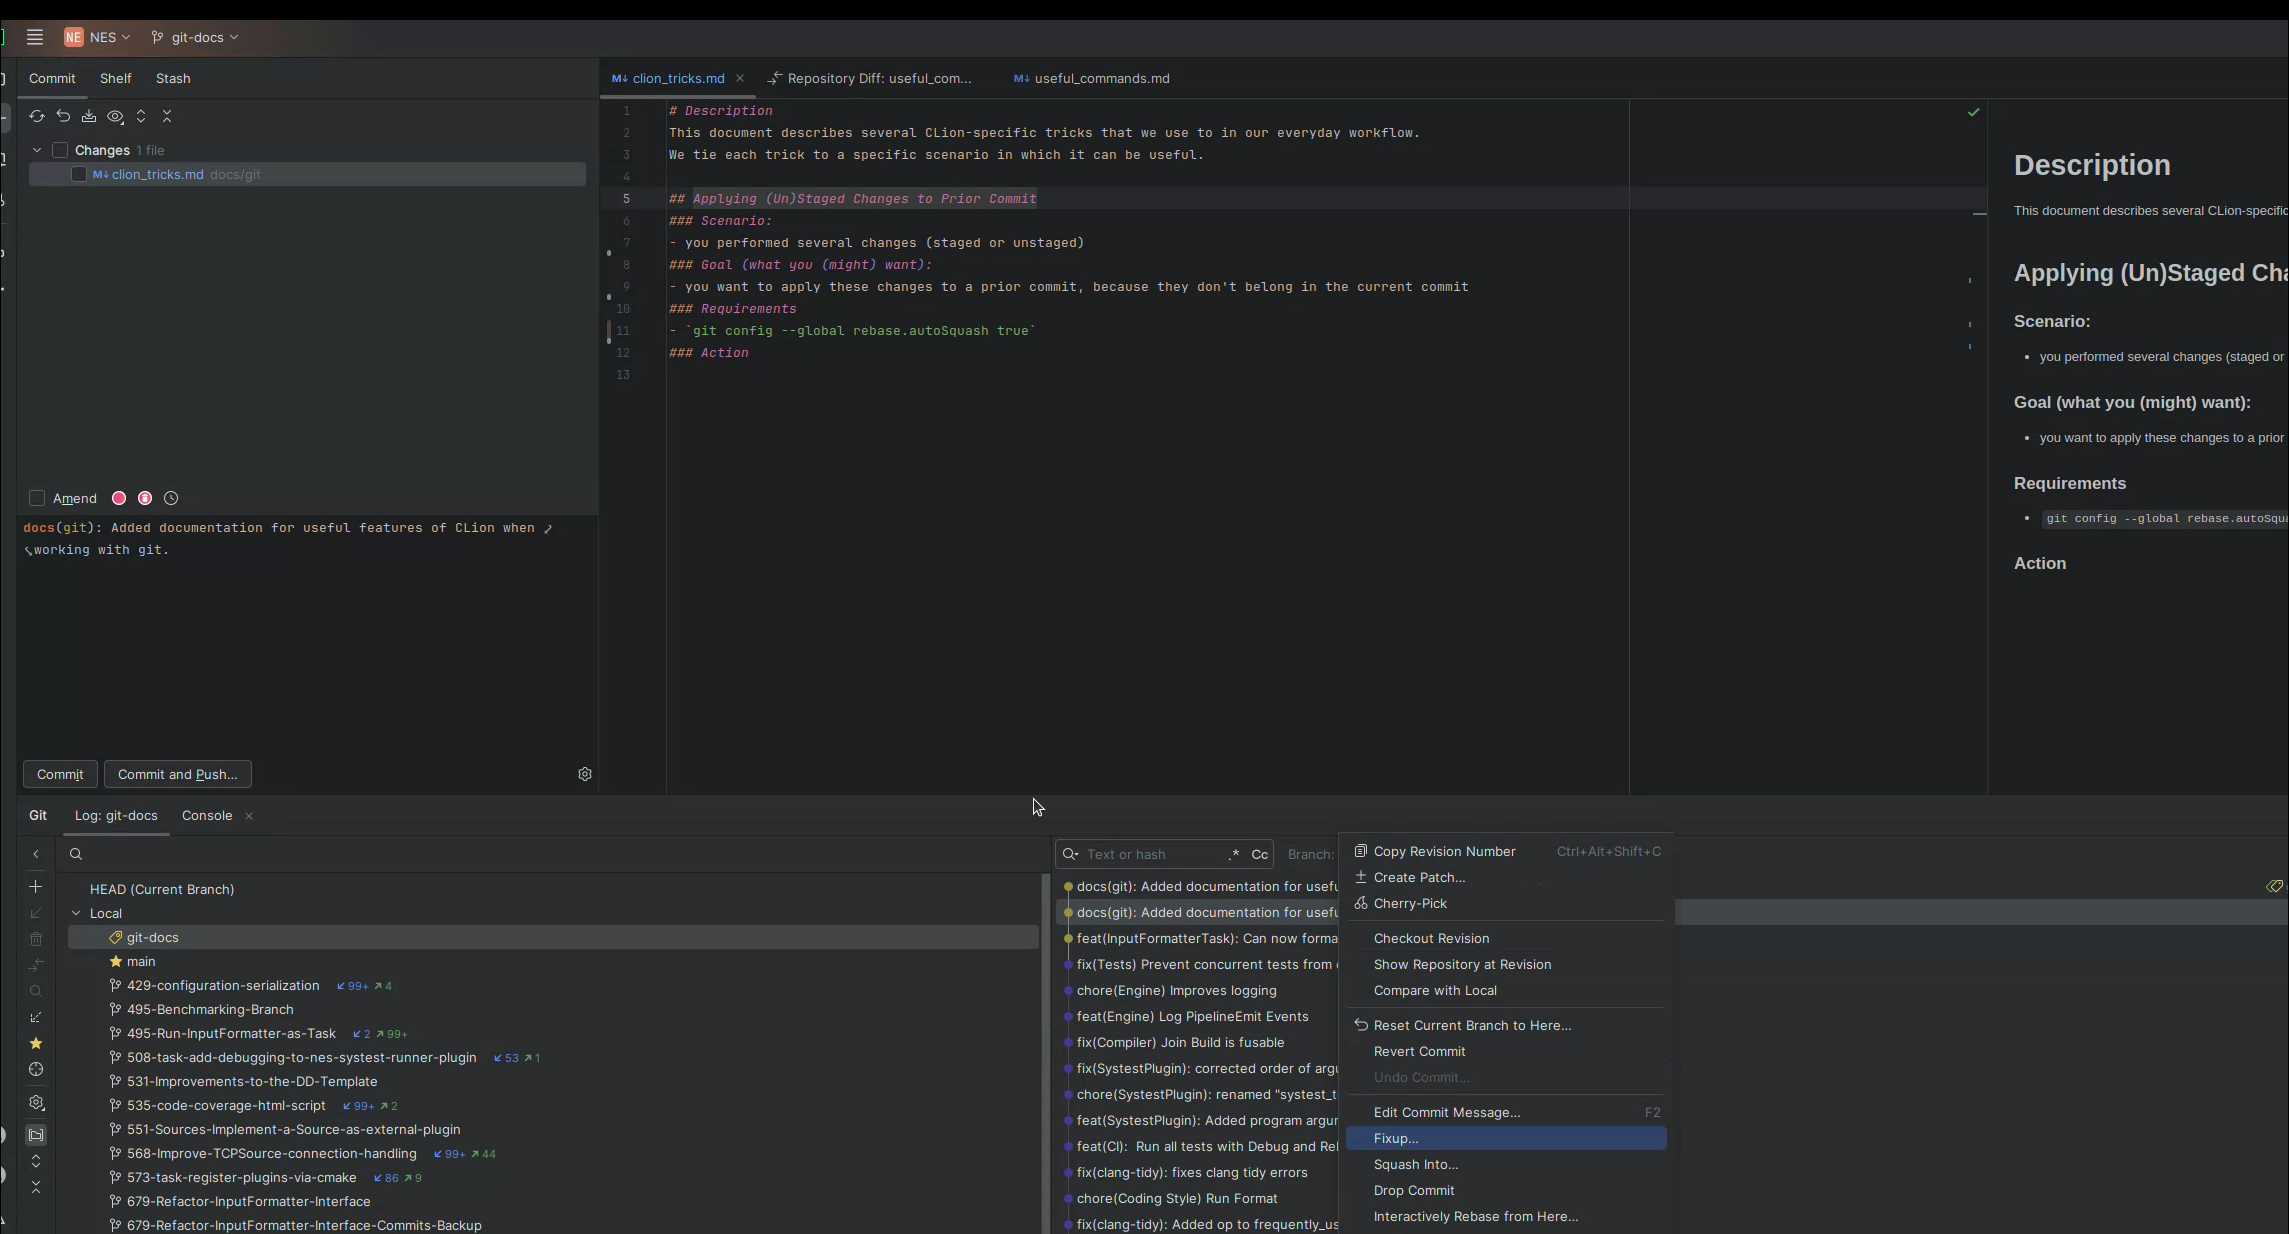 NE NES git-docs
Commit Shelf Stash
Changes 1 file
M↓ clion_tricks.md docs/git
Amend
docs(git): Added documentation for useful features of CLion when
working with git.
Commit Commit and Push...
M↓ clion_tricks.md Repository Diff: useful_com... M↓ useful_commands.md
1 # Description
2 This document describes several CLion-specific tricks that we use to in our everyday workflow.
3 We tie each trick to a specific scenario in which it can be useful.
4
5 ## Applying (Un)Staged Changes to Prior Commit
6 ### Scenario:
7 - you performed several changes (staged or unstaged)
8 ### Goal (what you (might) want):
9 - you want to apply these changes to a prior commit, because they don't belong in the current commit
10 ### Requirements
11 - `git config --global rebase.autoSquash true`
12 ### Action
13
Description
This document describes several CLion-specific
Applying (Un)Staged Cha
Scenario:
• you performed several changes (staged or
Goal (what you (might) want):
• you want to apply these changes to a prior
Requirements
• git config --global rebase.autoSqua
Action
Git Log: git-docs Console
HEAD (Current Branch)
Local
git-docs
main
429-configuration-serialization 99+ 4
495-Benchmarking-Branch
495-Run-InputFormatter-as-Task 2 99+
508-task-add-debugging-to-nes-systest-runner-plugin 53 1
531-Improvements-to-the-DD-Template
535-code-coverage-html-script 99+ 2
551-Sources-Implement-a-Source-as-external-plugin
568-Improve-TCPSource-connection-handling 99+ 44
573-task-register-plugins-via-cmake 86 9
679-Refactor-InputFormatter-Interface
679-Refactor-InputFormatter-Interface-Commits-Backup
Text or hash .* Cc Branch:
docs(git): Added documentation for usefu
docs(git): Added documentation for usefu
feat(InputFormatterTask): Can now forma
fix(Tests) Prevent concurrent tests from
chore(Engine) Improves logging
feat(Engine) Log PipelineEmit Events
fix(Compiler) Join Build is fusable
fix(SystestPlugin): corrected order of argu
chore(SystestPlugin): renamed "systest_t
feat(SystestPlugin): Added program argum
feat(CI): Run all tests with Debug and Rel
fix(clang-tidy): fixes clang tidy errors
chore(Coding Style) Run Format
fix(clang-tidy): Added op to frequently_us
Copy Revision Number Ctrl+Alt+Shift+C
Create Patch...
Cherry-Pick
Checkout Revision
Show Repository at Revision
Compare with Local
Reset Current Branch to Here...
Revert Commit
Undo Commit...
Edit Commit Message... F2
Fixup...
Squash Into...
Drop Commit
Interactively Rebase from Here...